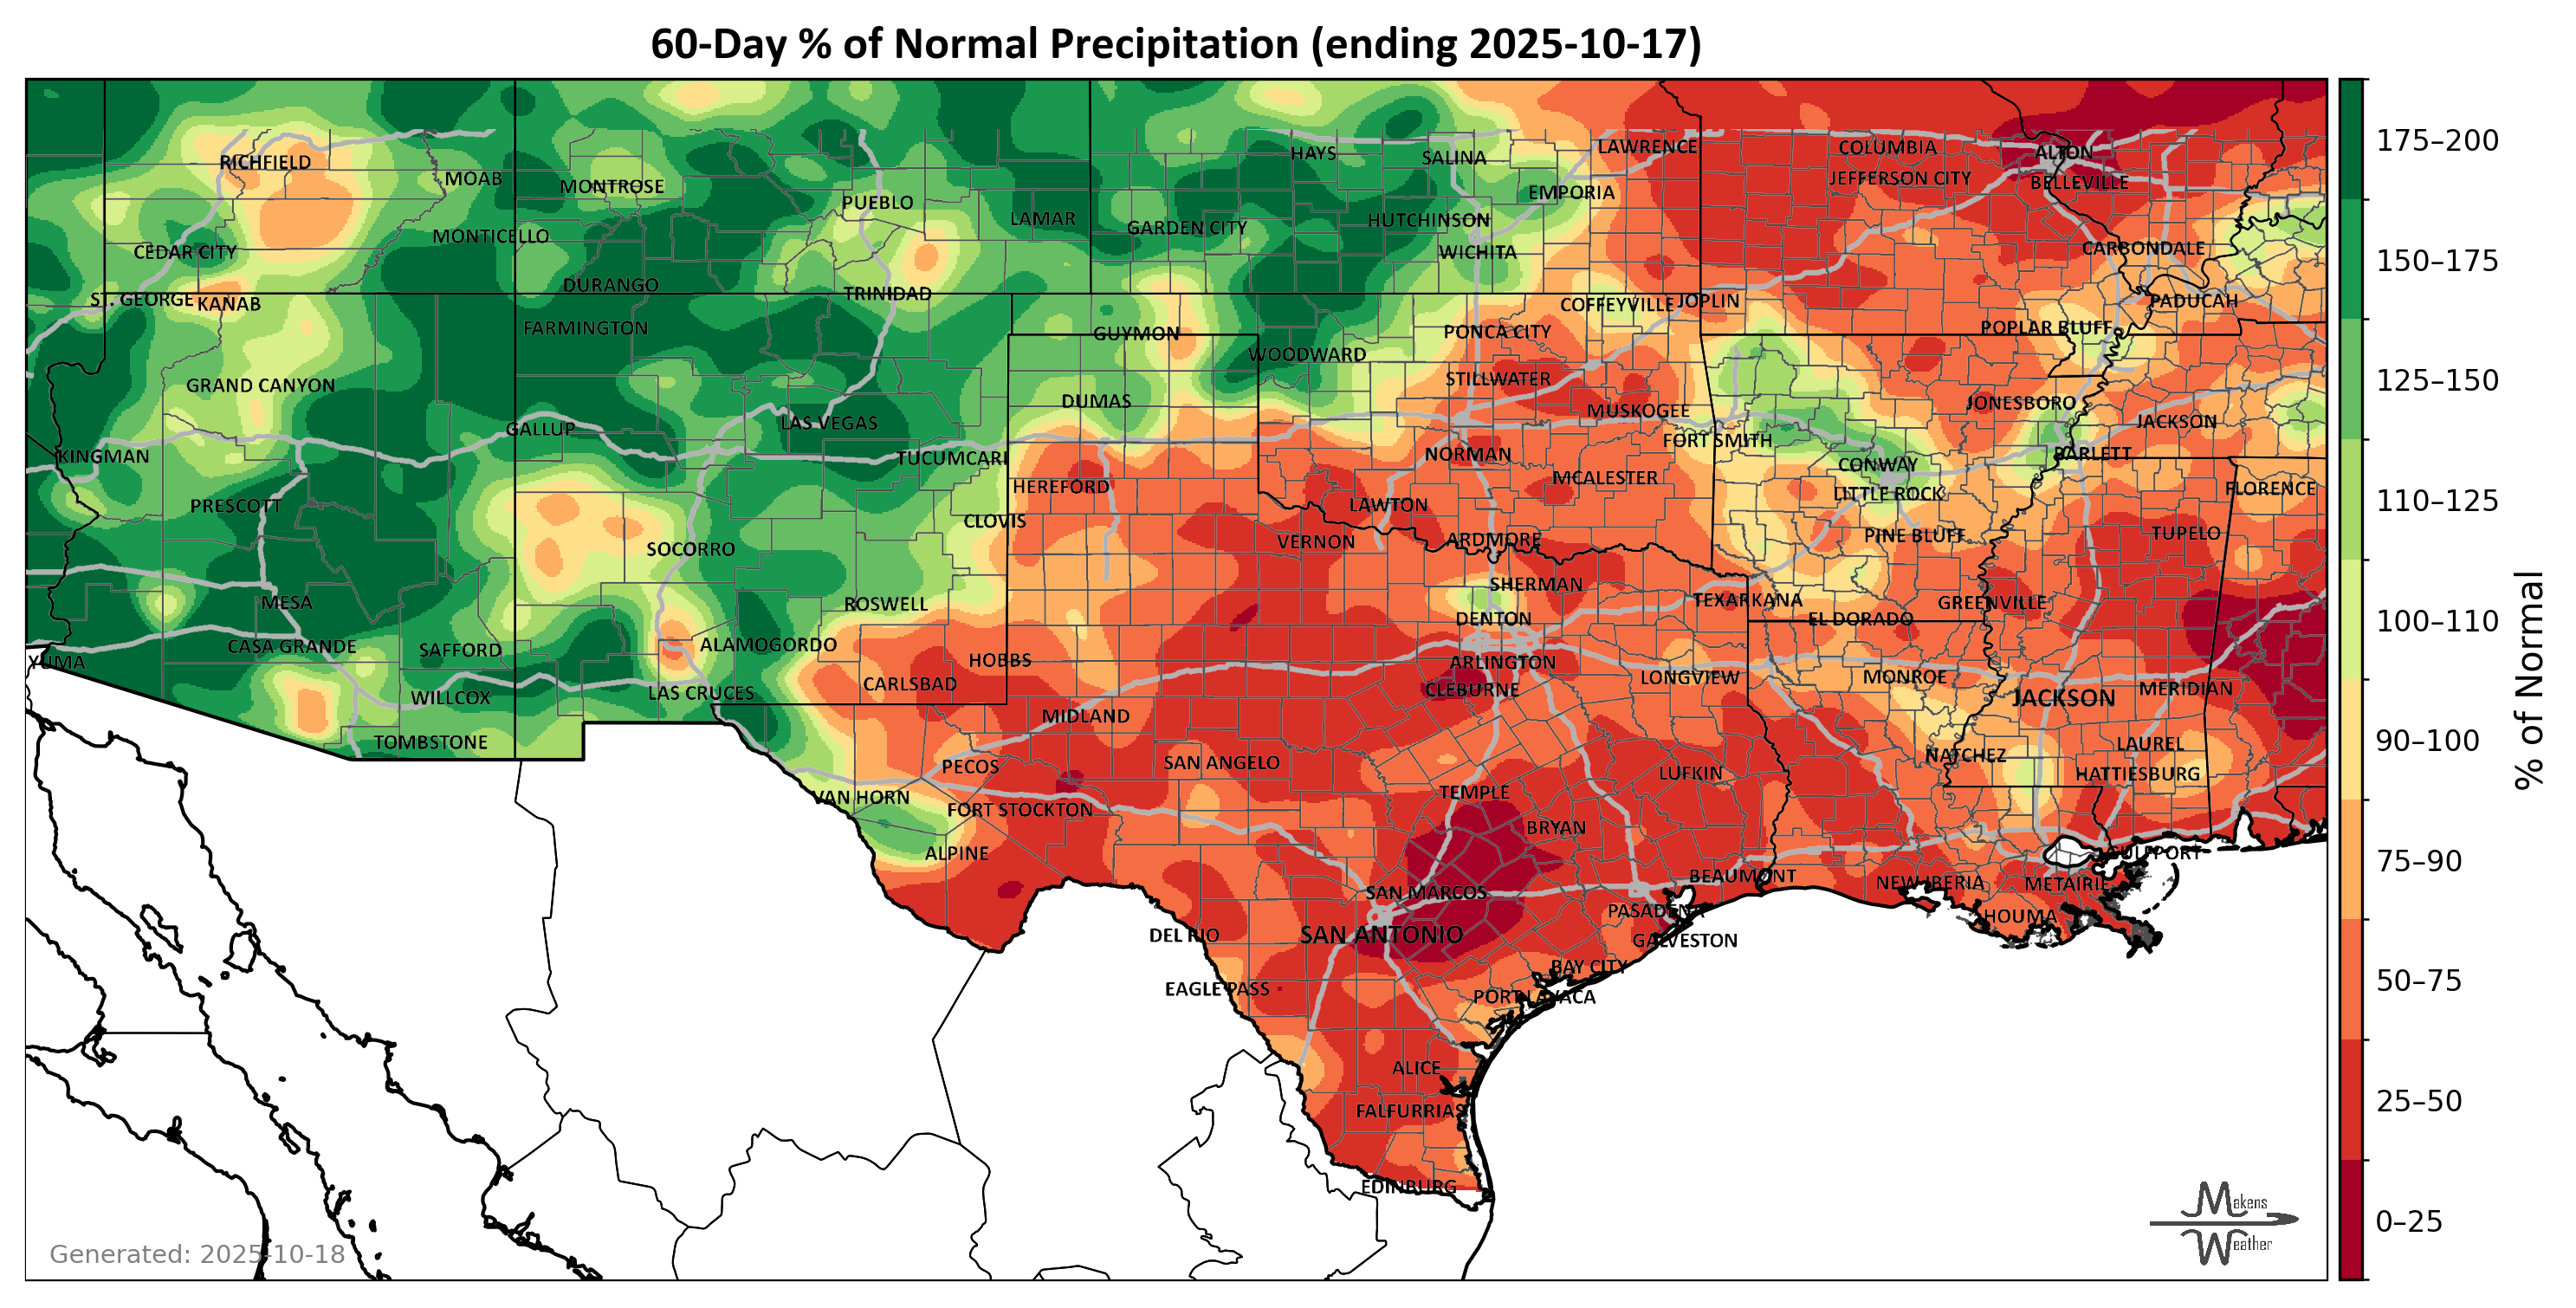 60-Day % of Normal Precipitation (ending 2025-10-17)
RICHFIELD
MOAB
MONTROSE
PUEBLO
LAMAR
HAYS
SALINA
LAWRENCE
COLUMBIA
ALTON
JEFFERSON CITY
BELLEVILLE
EMPORIA
GARDEN CITY
HUTCHINSON
CEDAR CITY
MONTICELLO
WICHITA
CARBONDALE
DURANGO
TRINIDAD
ST. GEORGE
KANAB
COFFEYVILLE
JOPLIN
PADUCAH
FARMINGTON
GUYMON
PONCA CITY
POPLAR BLUFF
WOODWARD
GRAND CANYON
STILLWATER
DUMAS
MUSKOGEE
JONESBORO
LAS VEGAS
JACKSON
GALLUP
FORT SMITH
KINGMAN
TUCUMCARI
NORMAN
BARLETT
CONWAY
HEREFORD
MCALESTER
LITTLE ROCK
FLORENCE
PRESCOTT
LAWTON
CLOVIS
SOCORRO
VERNON
ARDMORE
PINE BLUFF
TUPELO
SHERMAN
MESA
ROSWELL
TEXARKANA
GREENVILLE
DENTON
EL DORADO
CASA GRANDE
SAFFORD
ALAMOGORDO
YUMA
HOBBS
ARLINGTON
CARLSBAD
CLEBURNE
LONGVIEW
MONROE
MERIDIAN
WILLCOX
LAS CRUCES
JACKSON
MIDLAND
TOMBSTONE
LAUREL
NATCHEZ
PECOS
SAN ANGELO
LUFKIN
HATTIESBURG
VAN HORN
FORT STOCKTON
TEMPLE
BRYAN
ALPINE
GULFPORT
SAN MARCOS
BEAUMONT
NEW IBERIA
METAIRIE
PASADENA
HOUMA
DEL RIO
SAN ANTONIO
GALVESTON
BAY CITY
EAGLE PASS
PORT LAVACA
ALICE
FALFURRIAS
EDINBURG
175–200
150–175
125–150
110–125
100–110
90–100
75–90
50–75
25–50
0–25
% of Normal
Makens
Weather
Generated: 2025-10-18